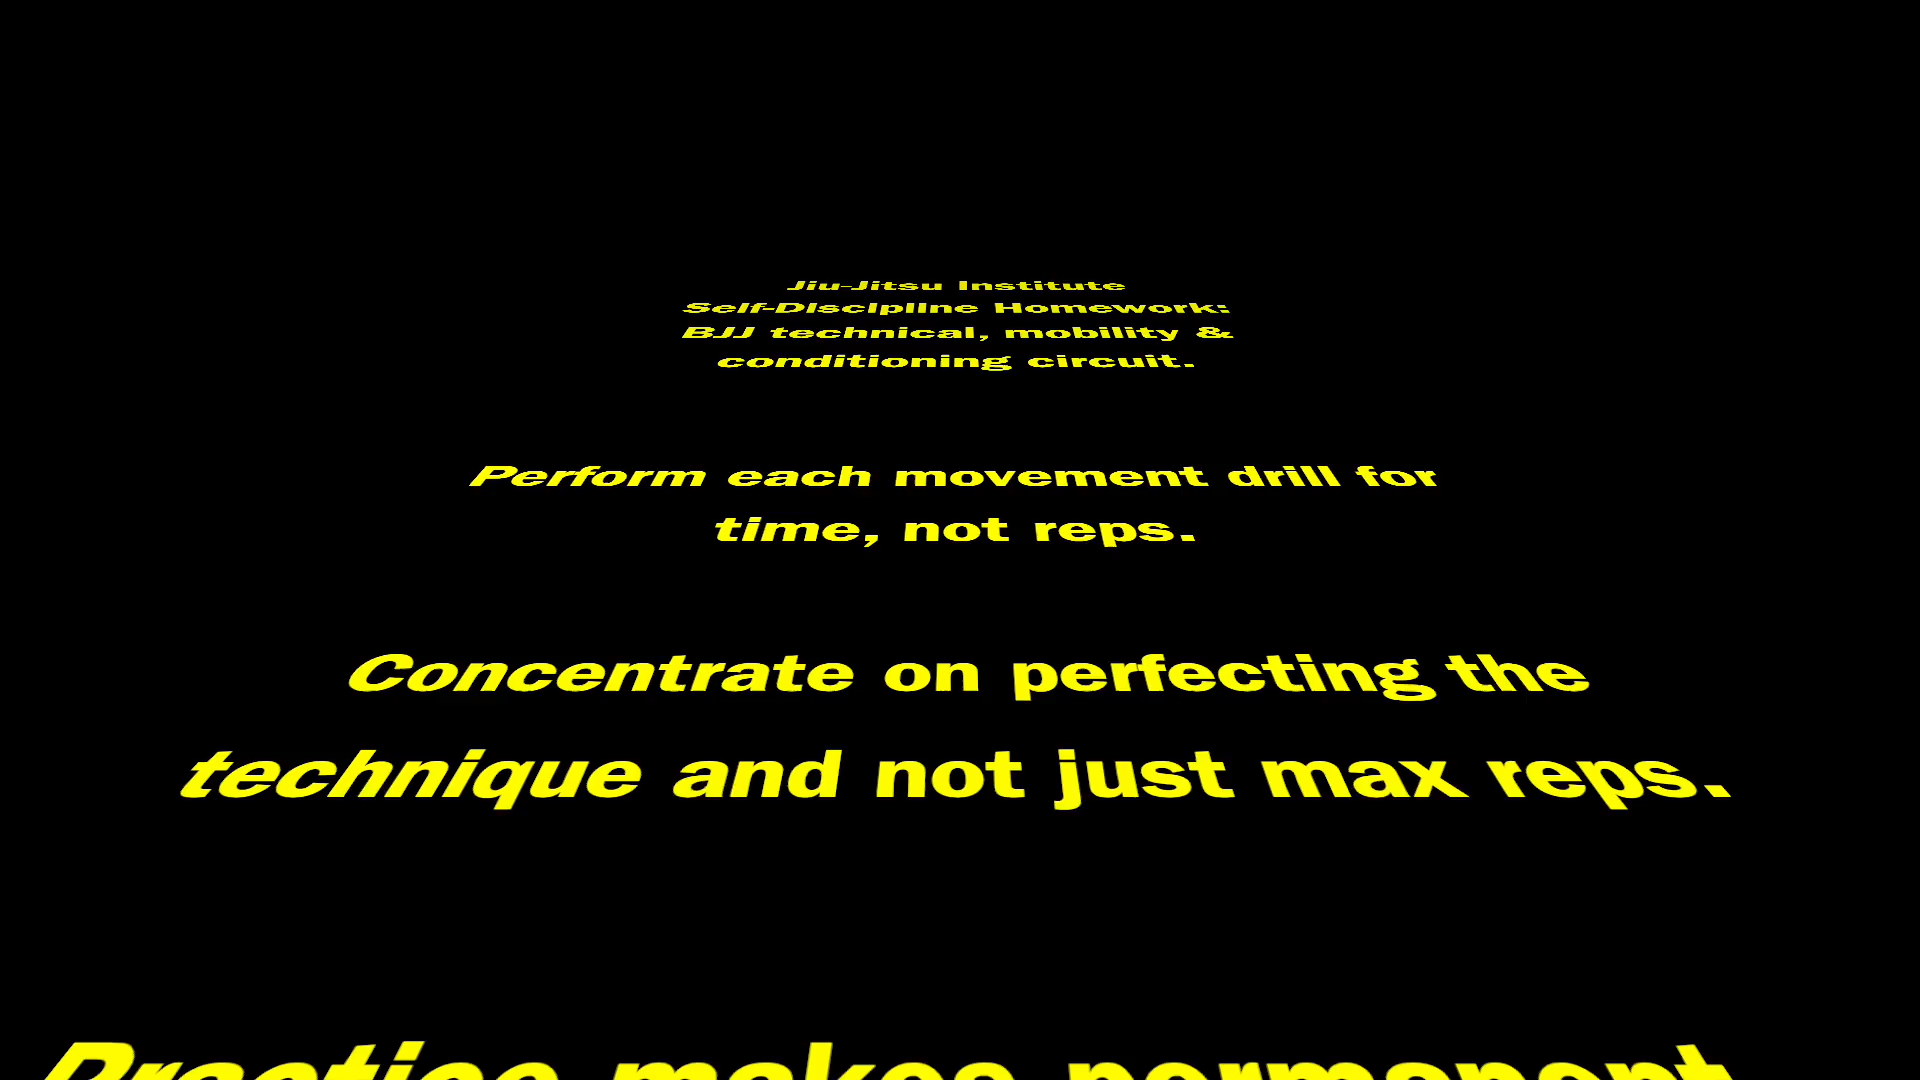 Jiu-Jitsu Institute
Self-Discipline Homework:
BJJ technical, mobility &
conditioning circuit.
Perform each movement drill for
time, not reps.
Concentrate on perfecting the
technique and not just max reps.
Practice makes permanent